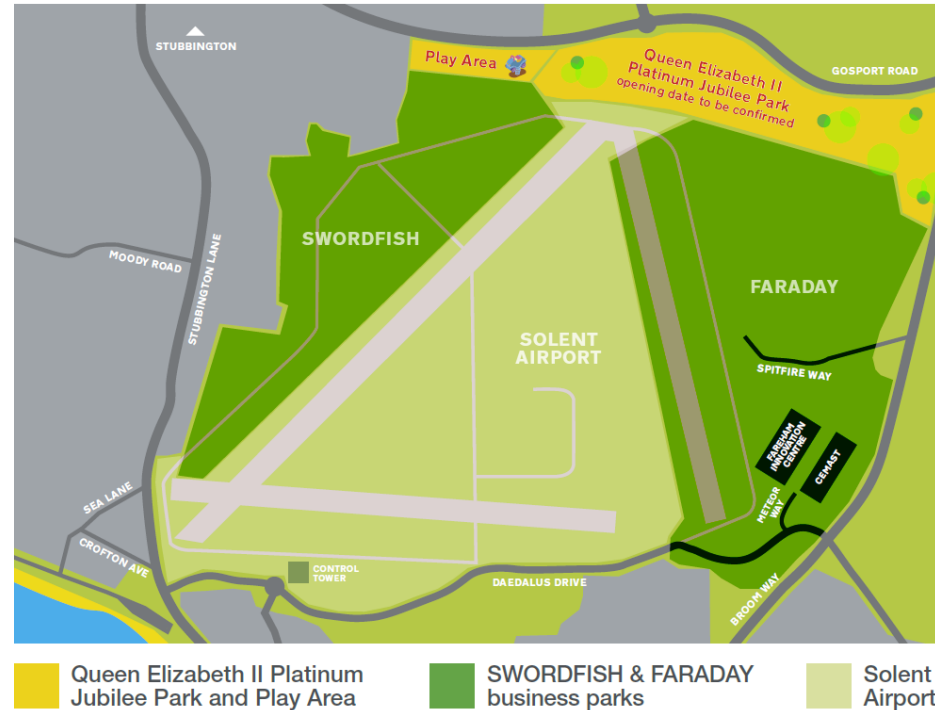 STUBBINGTON
Play Area
Queen Elizabeth II
Platinum Jubilee Park
opening date to be confirmed
GOSPORT ROAD
SWORDFISH
MOODY ROAD
STUBBINGTON LANE
FARADAY
SOLENT
AIRPORT
SPITFIRE WAY
FAREHAM
INNOVATION
CENTRE
CEMAST
METEOR
WAY
SEA LANE
CROFTON AVE
CONTROL
TOWER
DAEDALUS DRIVE
BROOM WAY
Queen Elizabeth II Platinum
Jubilee Park and Play Area
SWORDFISH & FARADAY
business parks
Solent
Airport